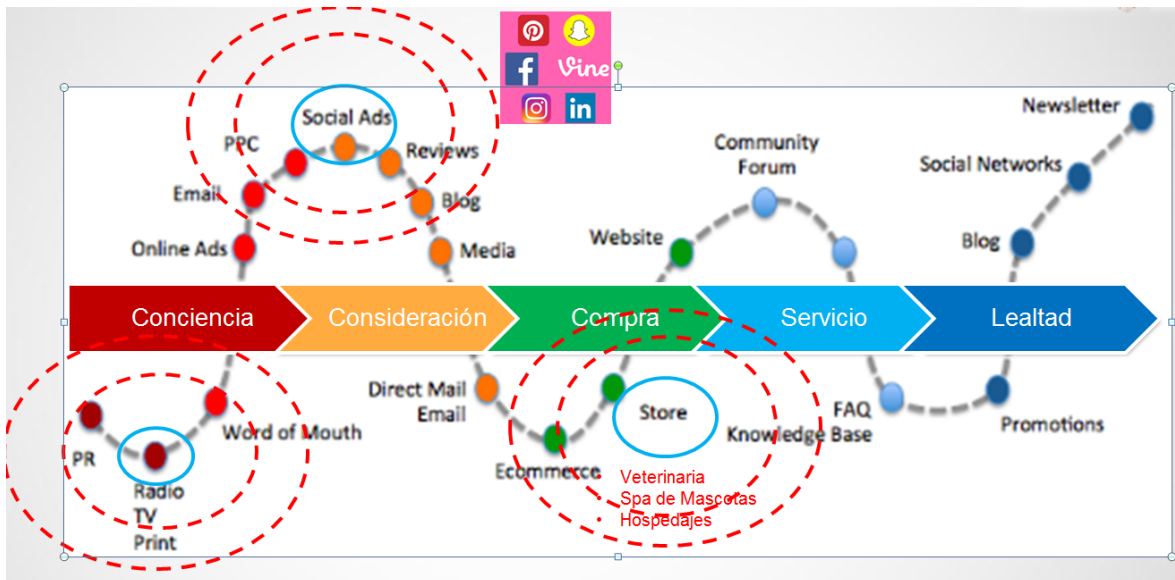 Vine
in
Social Ads
PPC
Reviews
Email
Blog
Online Ads
Media
Website
Community
Forum
Newsletter
Social Networks
Blog
Conciencia
Consideración
Compra
Servicio
Lealtad
PR
Radio
TV
Print
Word of Mouth
Direct Mail
Email
Ecommerce
Store
• Veterinaria
• Spa de Mascotas
• Hospedajes
FAQ
Knowledge Base
Promotions